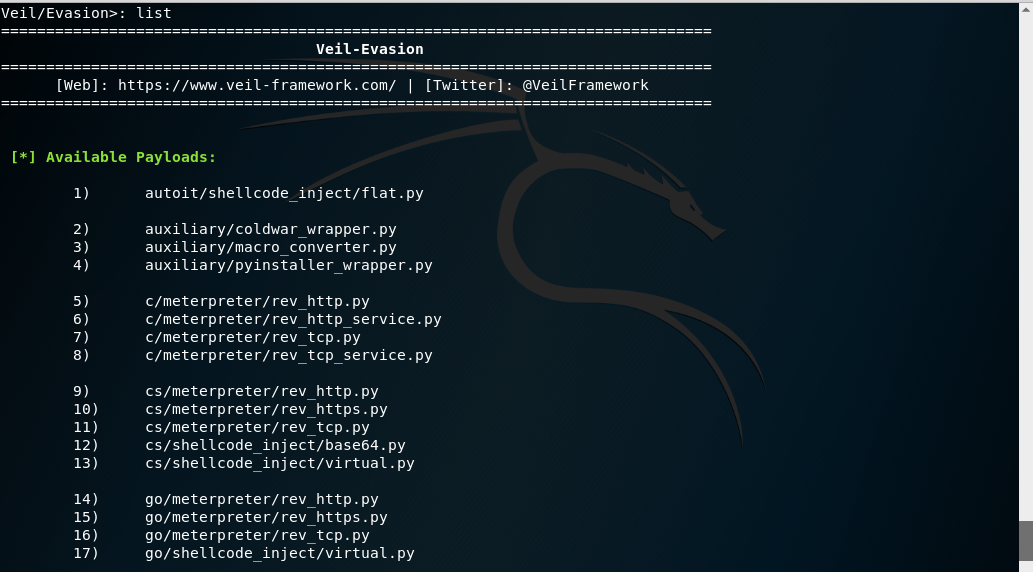 Veil/Evasion>: list
===============================================================================
Veil-Evasion
===============================================================================
[Web]: https://www.veil-framework.com/ | [Twitter]: @VeilFramework
===============================================================================
[*] Available Payloads:
1) autoit/shellcode_inject/flat.py
2) auxiliary/coldwar_wrapper.py
3) auxiliary/macro_converter.py
4) auxiliary/pyinstaller_wrapper.py
5) c/meterpreter/rev_http.py
6) c/meterpreter/rev_http_service.py
7) c/meterpreter/rev_tcp.py
8) c/meterpreter/rev_tcp_service.py
9) cs/meterpreter/rev_http.py
10) cs/meterpreter/rev_https.py
11) cs/meterpreter/rev_tcp.py
12) cs/shellcode_inject/base64.py
13) cs/shellcode_inject/virtual.py
14) go/meterpreter/rev_http.py
15) go/meterpreter/rev_https.py
16) go/meterpreter/rev_tcp.py
17) go/shellcode_inject/virtual.py